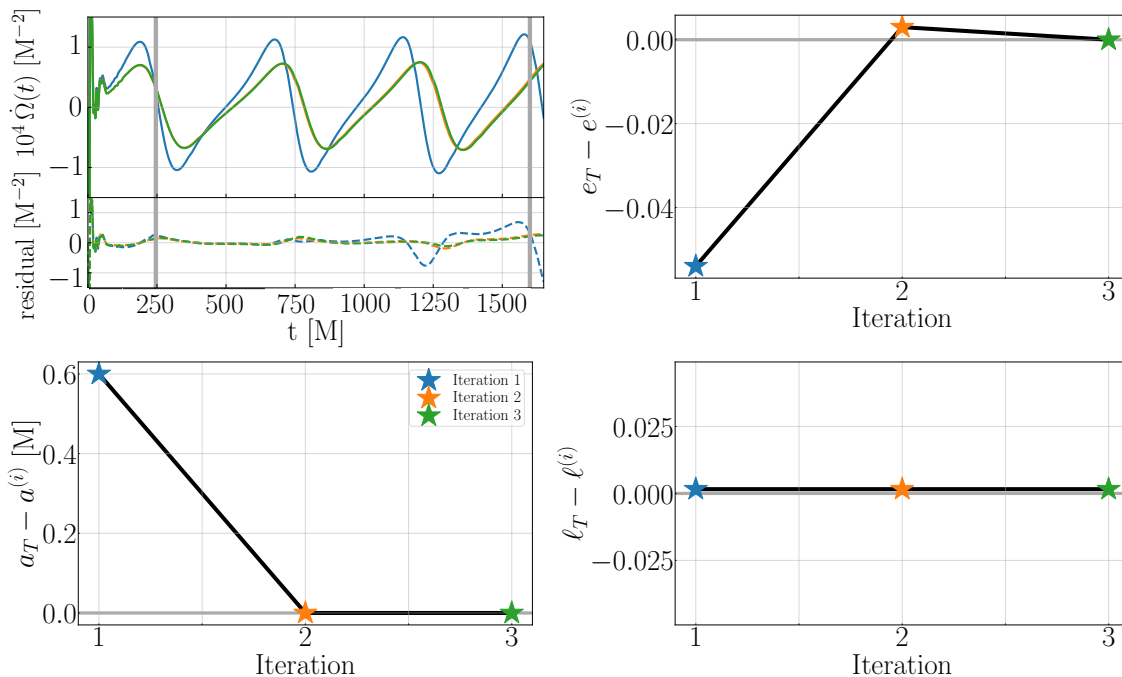 10⁴ Ω̇(t) [M⁻²]
1
0
−1
residual [M⁻²]
1
0
−1
0 250 500 750 1000 1250 1500
t [M]
e_T − e^(i)
0.00
−0.02
−0.04
1 2 3
Iteration
a_T − a^(i) [M]
0.6
0.4
0.2
0.0
Iteration 1
Iteration 2
Iteration 3
1 2 3
Iteration
ℓ_T − ℓ^(i)
0.025
0.000
−0.025
1 2 3
Iteration